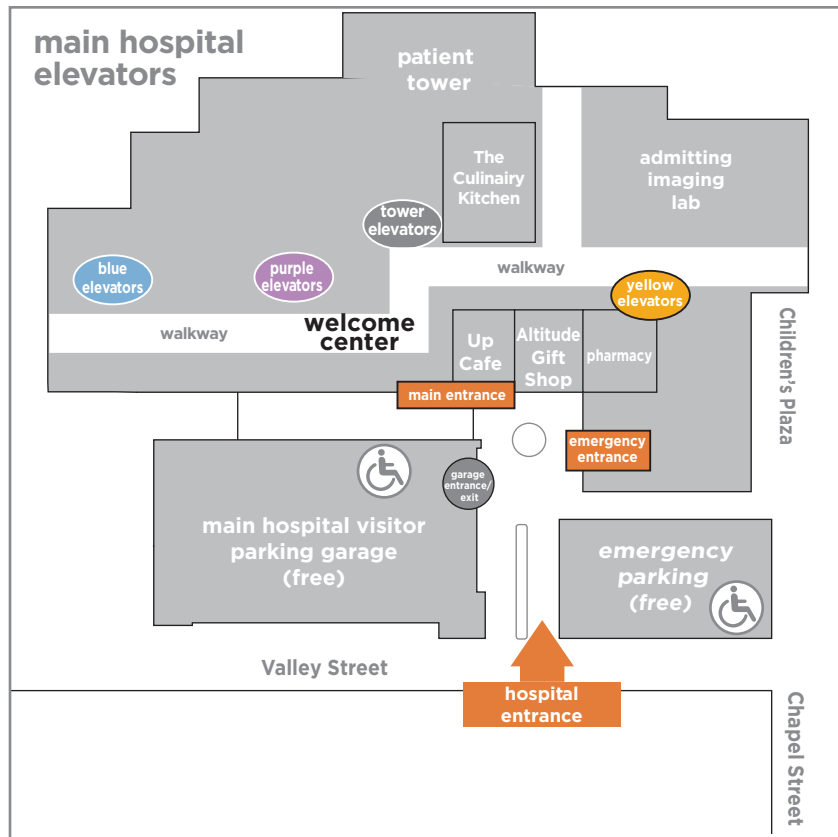 main hospital
elevators
patient
tower
The
Culinairy
Kitchen
admitting
imaging
lab
tower
elevators
blue
elevators
purple
elevators
walkway
yellow
elevators
walkway
welcome
center
Up
Cafe
Altitude
Gift
Shop
pharmacy
Children's Plaza
main entrance
emergency
entrance
garage
entrance/
exit
main hospital visitor
parking garage
(free)
emergency
parking
(free)
Valley Street
hospital
entrance
Chapel Street